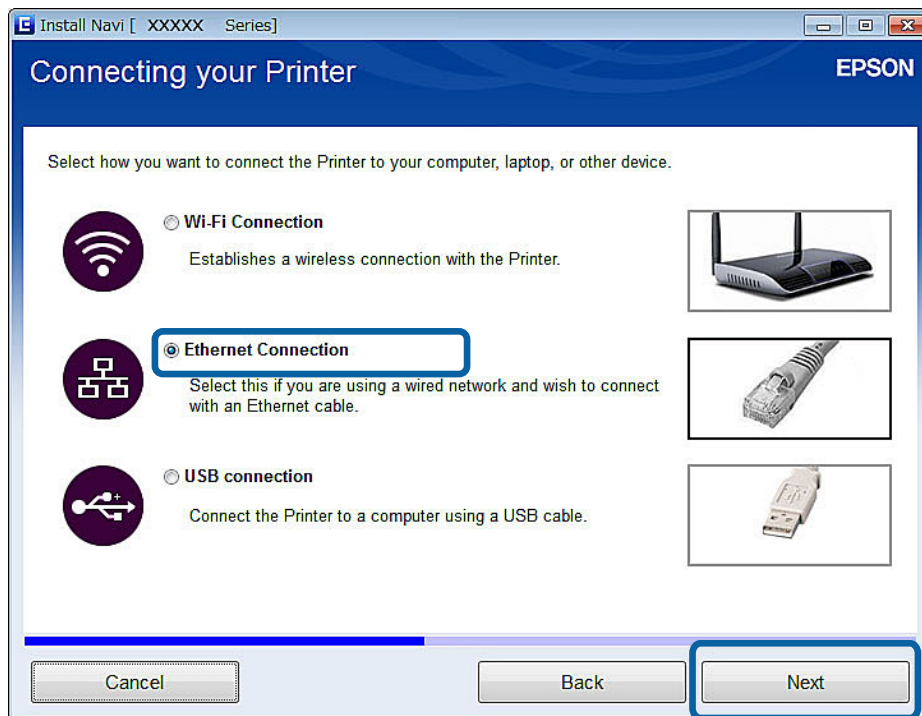 Install Navi [ XXXXX Series]
Connecting your Printer
EPSON
Select how you want to connect the Printer to your computer, laptop, or other device.
Wi-Fi Connection
Establishes a wireless connection with the Printer.
Ethernet Connection
Select this if you are using a wired network and wish to connect
with an Ethernet cable.
USB connection
Connect the Printer to a computer using a USB cable.
Cancel
Back
Next